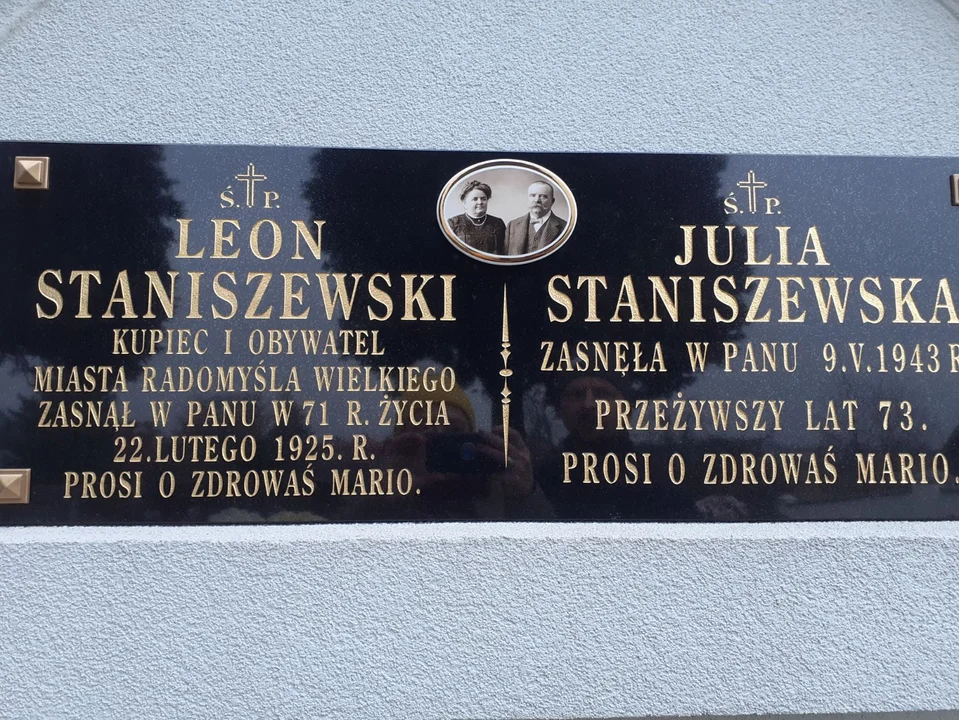 Ś. P.
LEON
STANISZEWSKI
KUPIEC I OBYWATEL
MIASTA RADOMYŚLA WIELKIEGO
ZASNĄŁ W PANU W 71 R. ŻYCIA
22. LUTEGO 1925. R.
PROSI O ZDROWAŚ MARIO.
Ś. P.
JULIA
STANISZEWSKA
ZASNĘŁA W PANU 9.V.1943 R
PRZEŻYWSZY LAT 73.
PROSI O ZDROWAŚ MARIO.